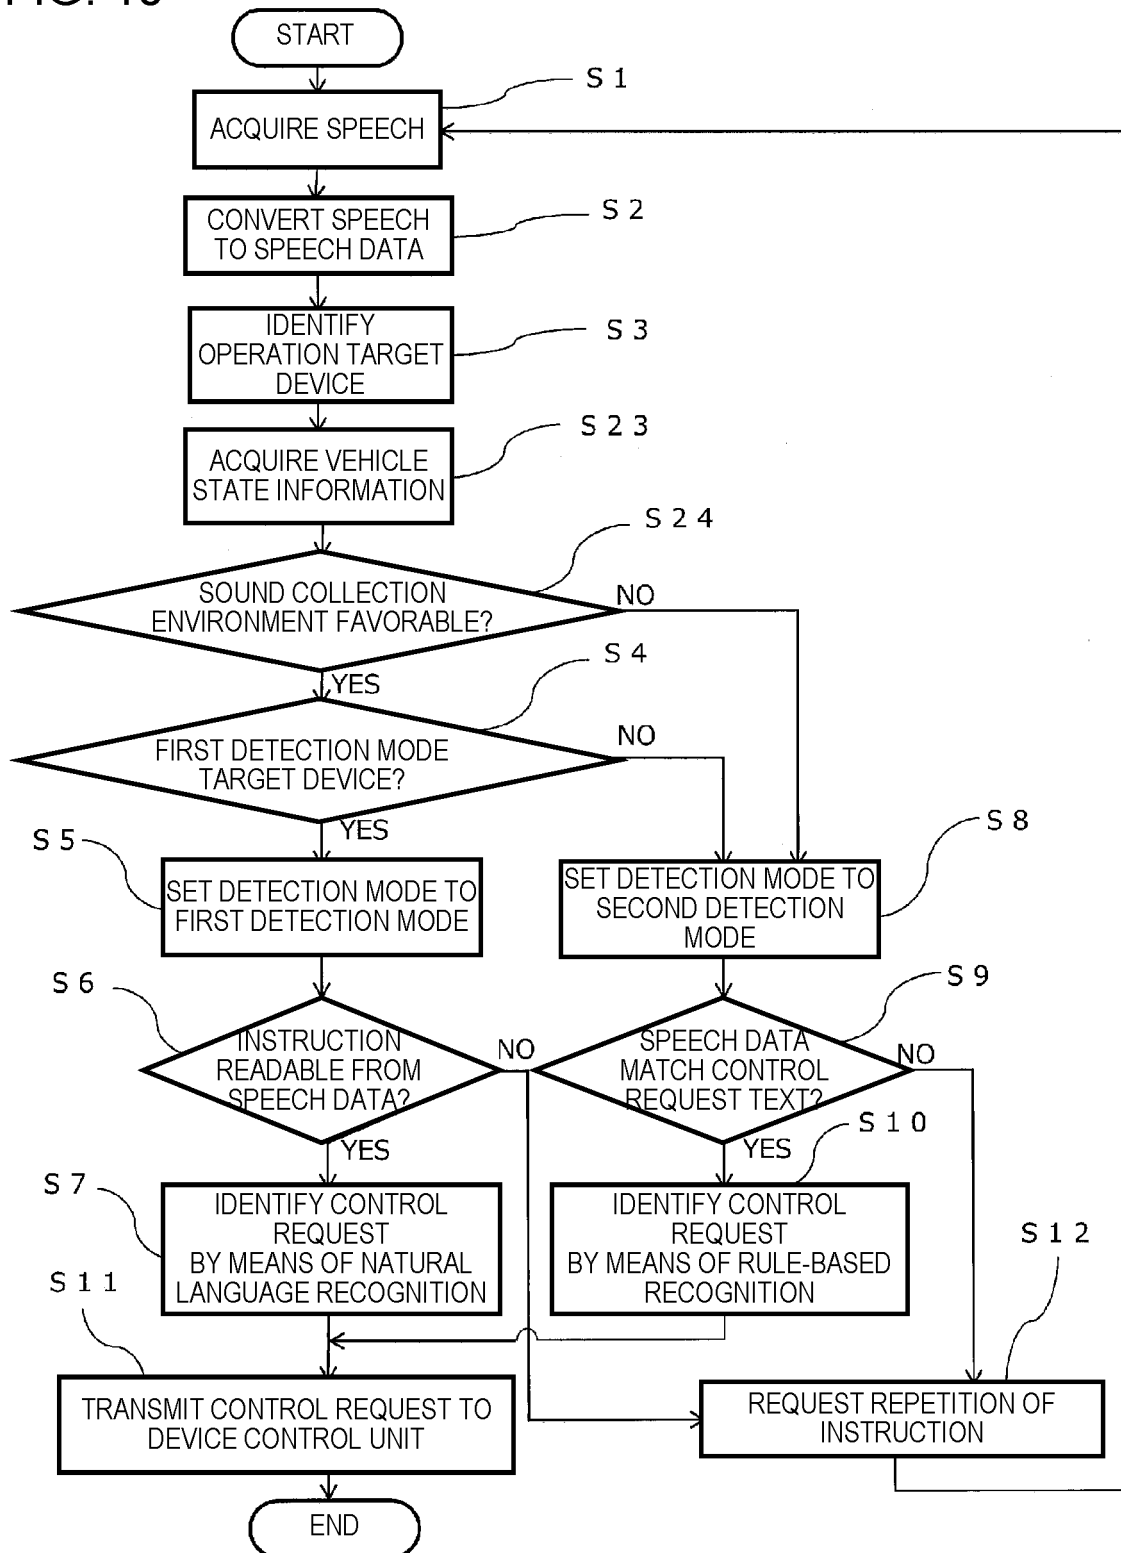 START
S 1
ACQUIRE SPEECH
S 2
CONVERT SPEECH
TO SPEECH DATA
S 3
IDENTIFY
OPERATION TARGET
DEVICE
S 2 3
ACQUIRE VEHICLE
STATE INFORMATION
S 2 4
SOUND COLLECTION
ENVIRONMENT FAVORABLE?
NO
YES
S 4
FIRST DETECTION MODE
TARGET DEVICE?
NO
YES
S 5
SET DETECTION MODE TO
FIRST DETECTION MODE
S 8
SET DETECTION MODE TO
SECOND DETECTION
MODE
S 6
INSTRUCTION
READABLE FROM
SPEECH DATA?
NO
YES
S 9
SPEECH DATA
MATCH CONTROL
REQUEST TEXT?
NO
YES
S 7
IDENTIFY CONTROL
REQUEST
BY MEANS OF NATURAL
LANGUAGE RECOGNITION
S 1 0
IDENTIFY CONTROL
REQUEST
BY MEANS OF RULE-BASED
RECOGNITION
S 1 1
TRANSMIT CONTROL REQUEST TO
DEVICE CONTROL UNIT
S 1 2
REQUEST REPETITION OF
INSTRUCTION
END